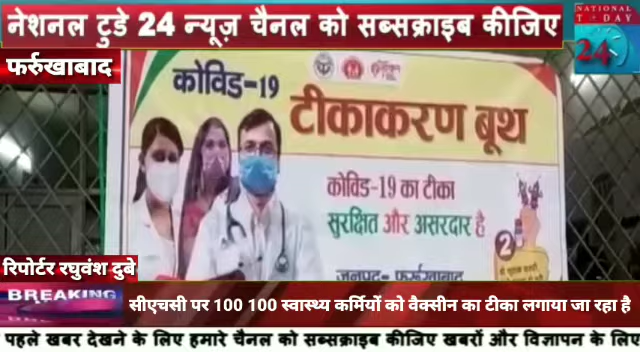 नेशनल टुडे 24 न्यूज़ चैनल को सब्सक्राइब कीजिए
NATIONAL
TODAY
24
फर्रुखाबाद
कोविड-19
टीकाकरण बूथ
कोविड-19 का टीका
सुरक्षित और असरदार है
2
जनपद- फर्रुखाबाद
रिपोर्टर रघुवंश दुबे
BREAKING
सीएचसी पर 100 100 स्वास्थ्य कर्मियों को वैक्सीन का टीका लगाया जा रहा है
पहले खबर देखने के लिए हमारे चैनल को सब्सक्राइब कीजिए खबरों और विज्ञापन के लिए